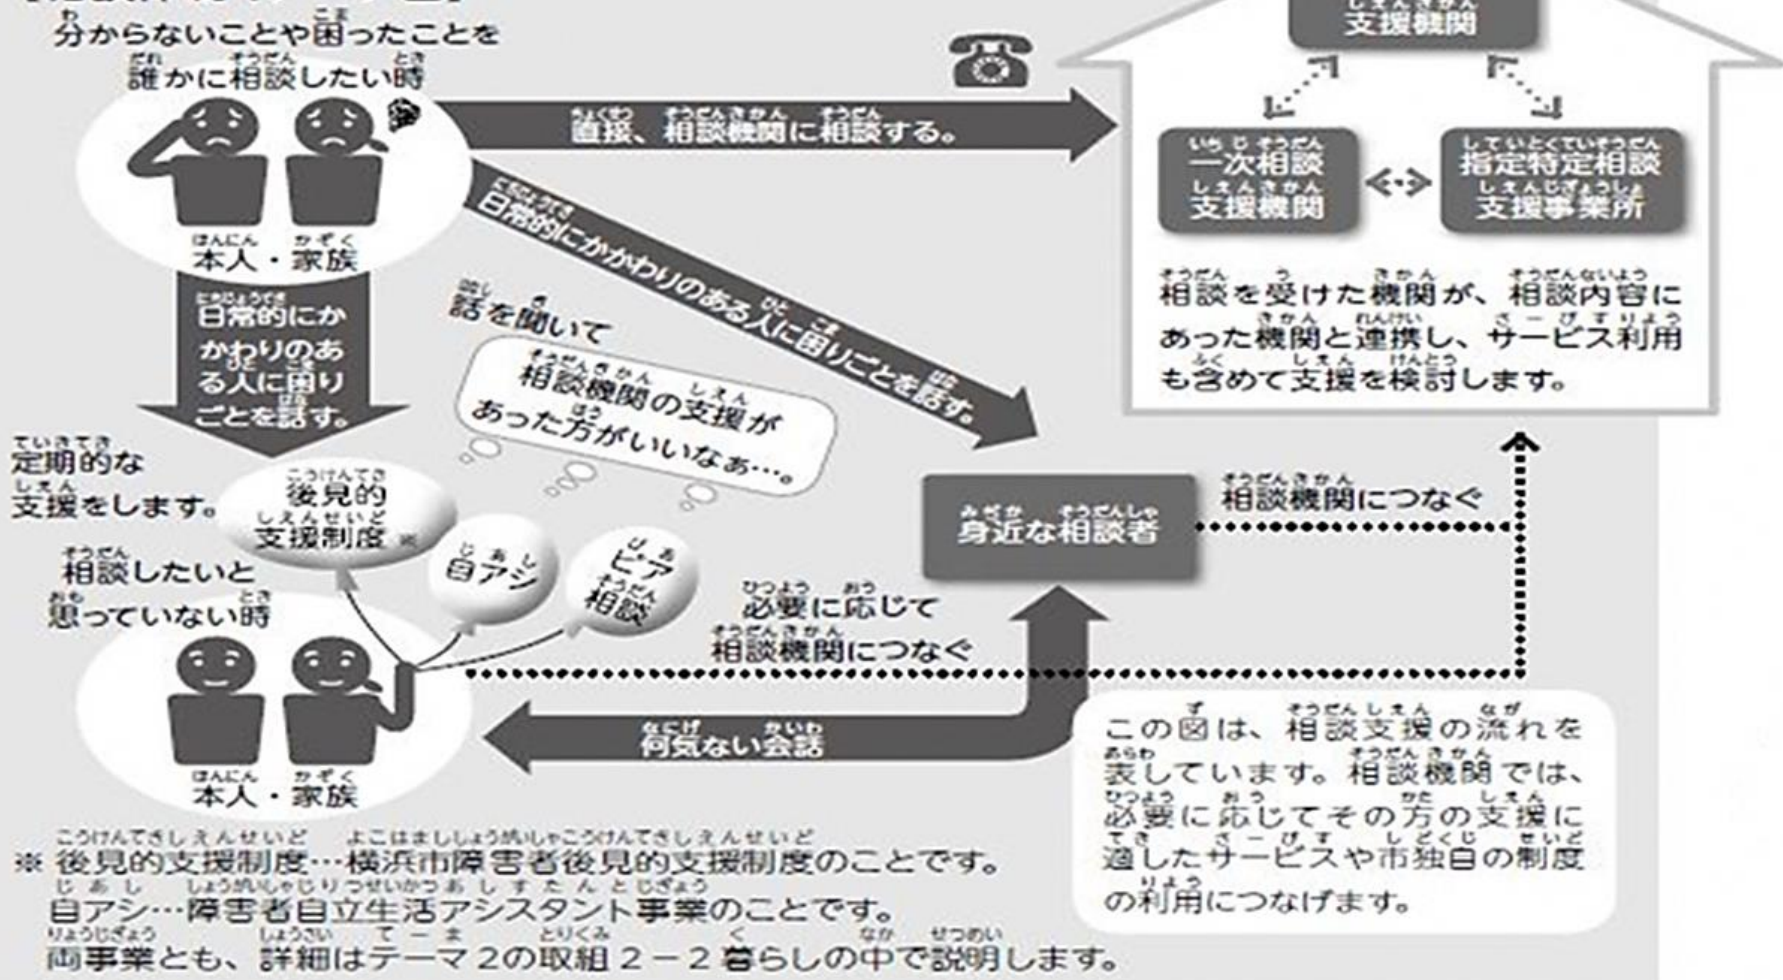 分からないことや困ったことを
誰かに相談したい時
本人・家族
直接、相談機関に相談する。
日常的にかかわりのある人に困りごとを話す。
日常的にか
かわりのあ
る人に困り
ごとを話す。
支援機関
一次相談
支援機関
指定特定相談
支援事業所
相談を受けた機関が、相談内容に
あった機関と連携し、サービス利用
も含めて支援を検討します。
話を聞いて
相談機関の支援が
あった方がいいなぁ…。
定期的な
支援をします。
後見的
支援制度※
自アシ
ピア
相談
身近な相談者
相談機関につなぐ
相談したいと
思っていない時
必要に応じて
相談機関につなぐ
本人・家族
何気ない会話
この図は、相談支援の流れを
表しています。相談機関では、
必要に応じてその方の支援に
適したサービスや市独自の制度
の利用につなげます。
※ 後見的支援制度…横浜市障害者後見的支援制度のことです。
自アシ…障害者自立生活アシスタント事業のことです。
両事業とも、詳細はテーマ2の取組2－2暮らしの中で説明します。